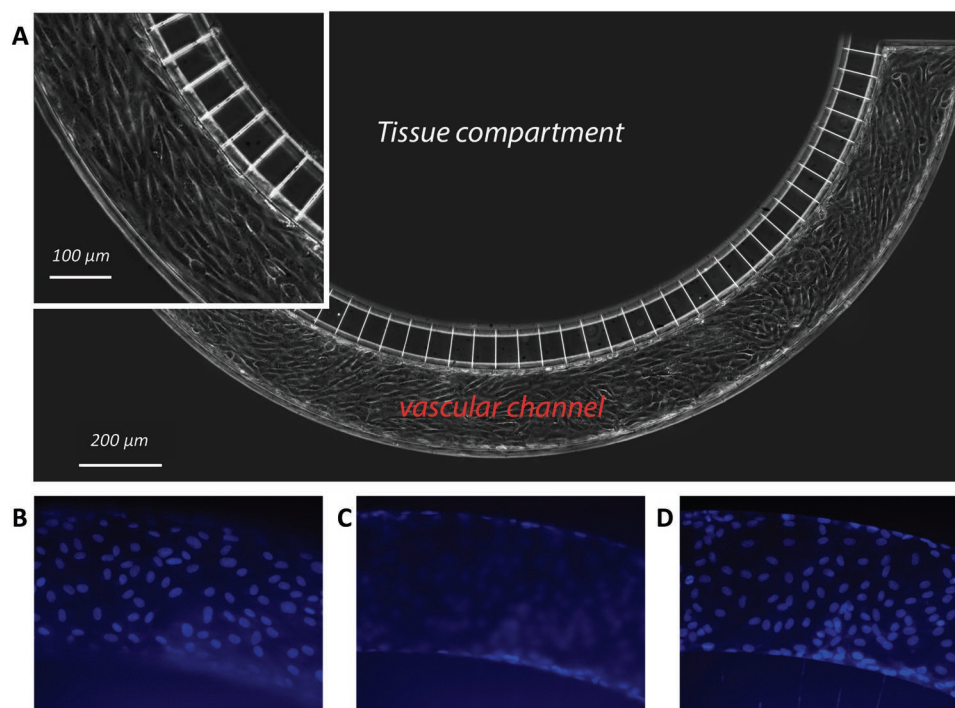 A
Tissue compartment
100 µm
vascular channel
200 µm
B
C
D